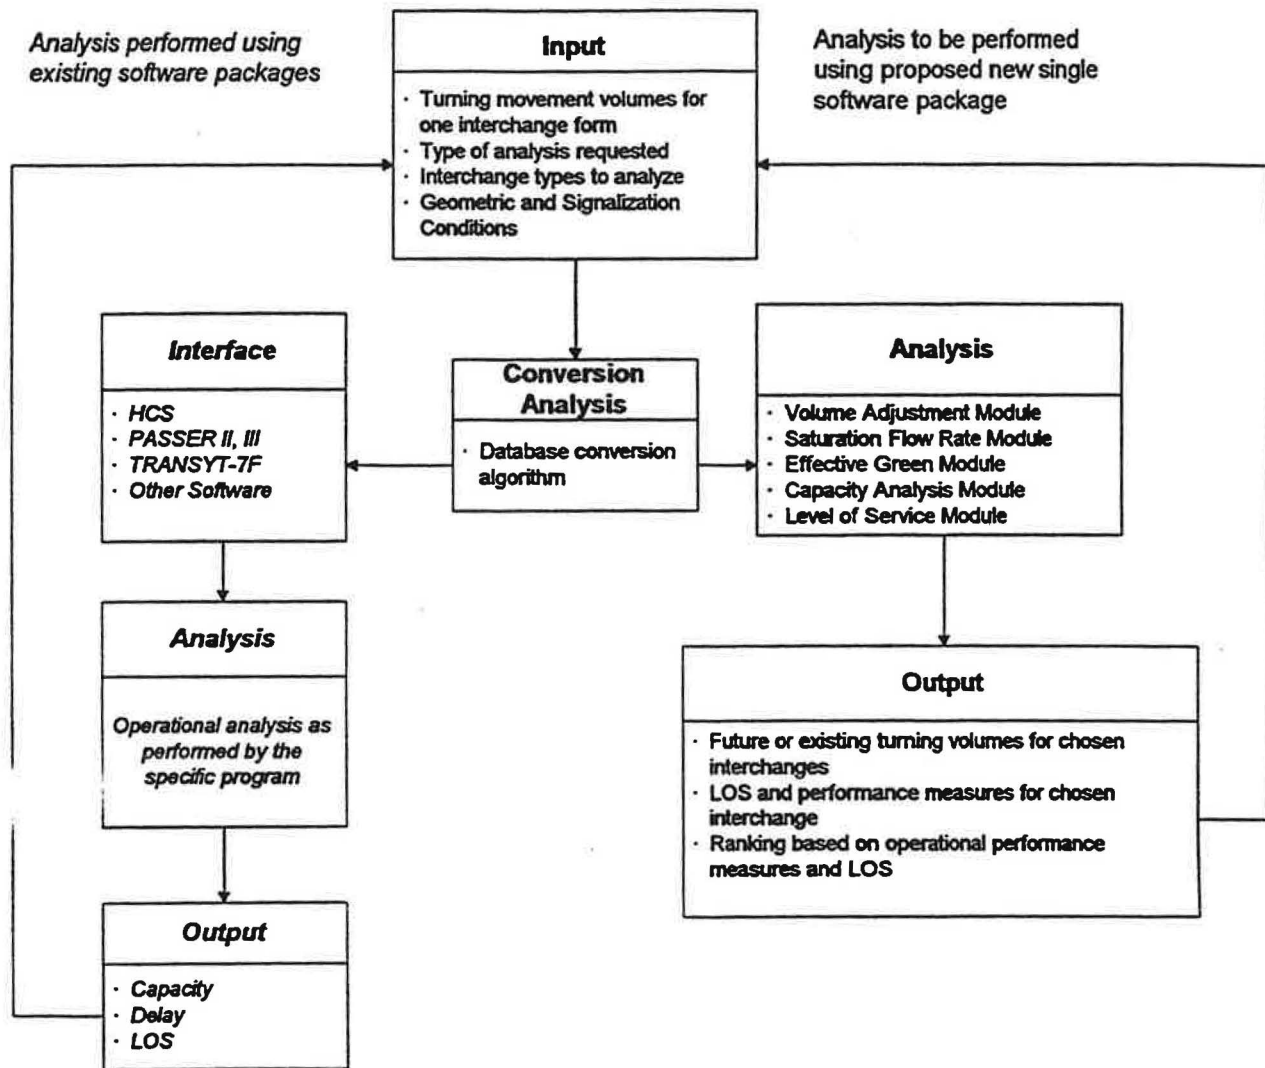 Analysis performed using
existing software packages
Input
· Turning movement volumes for
one interchange form
· Type of analysis requested
· Interchange types to analyze
· Geometric and Signalization
Conditions
Analysis to be performed
using proposed new single
software package
Interface
· HCS
· PASSER II, III
· TRANSYT-7F
· Other Software
Conversion
Analysis
· Database conversion
algorithm
Analysis
· Volume Adjustment Module
· Saturation Flow Rate Module
· Effective Green Module
· Capacity Analysis Module
· Level of Service Module
Analysis
Operational analysis as
performed by the
specific program
Output
· Future or existing turning volumes for chosen
interchanges
· LOS and performance measures for chosen
interchange
· Ranking based on operational performance
measures and LOS
Output
· Capacity
· Delay
· LOS